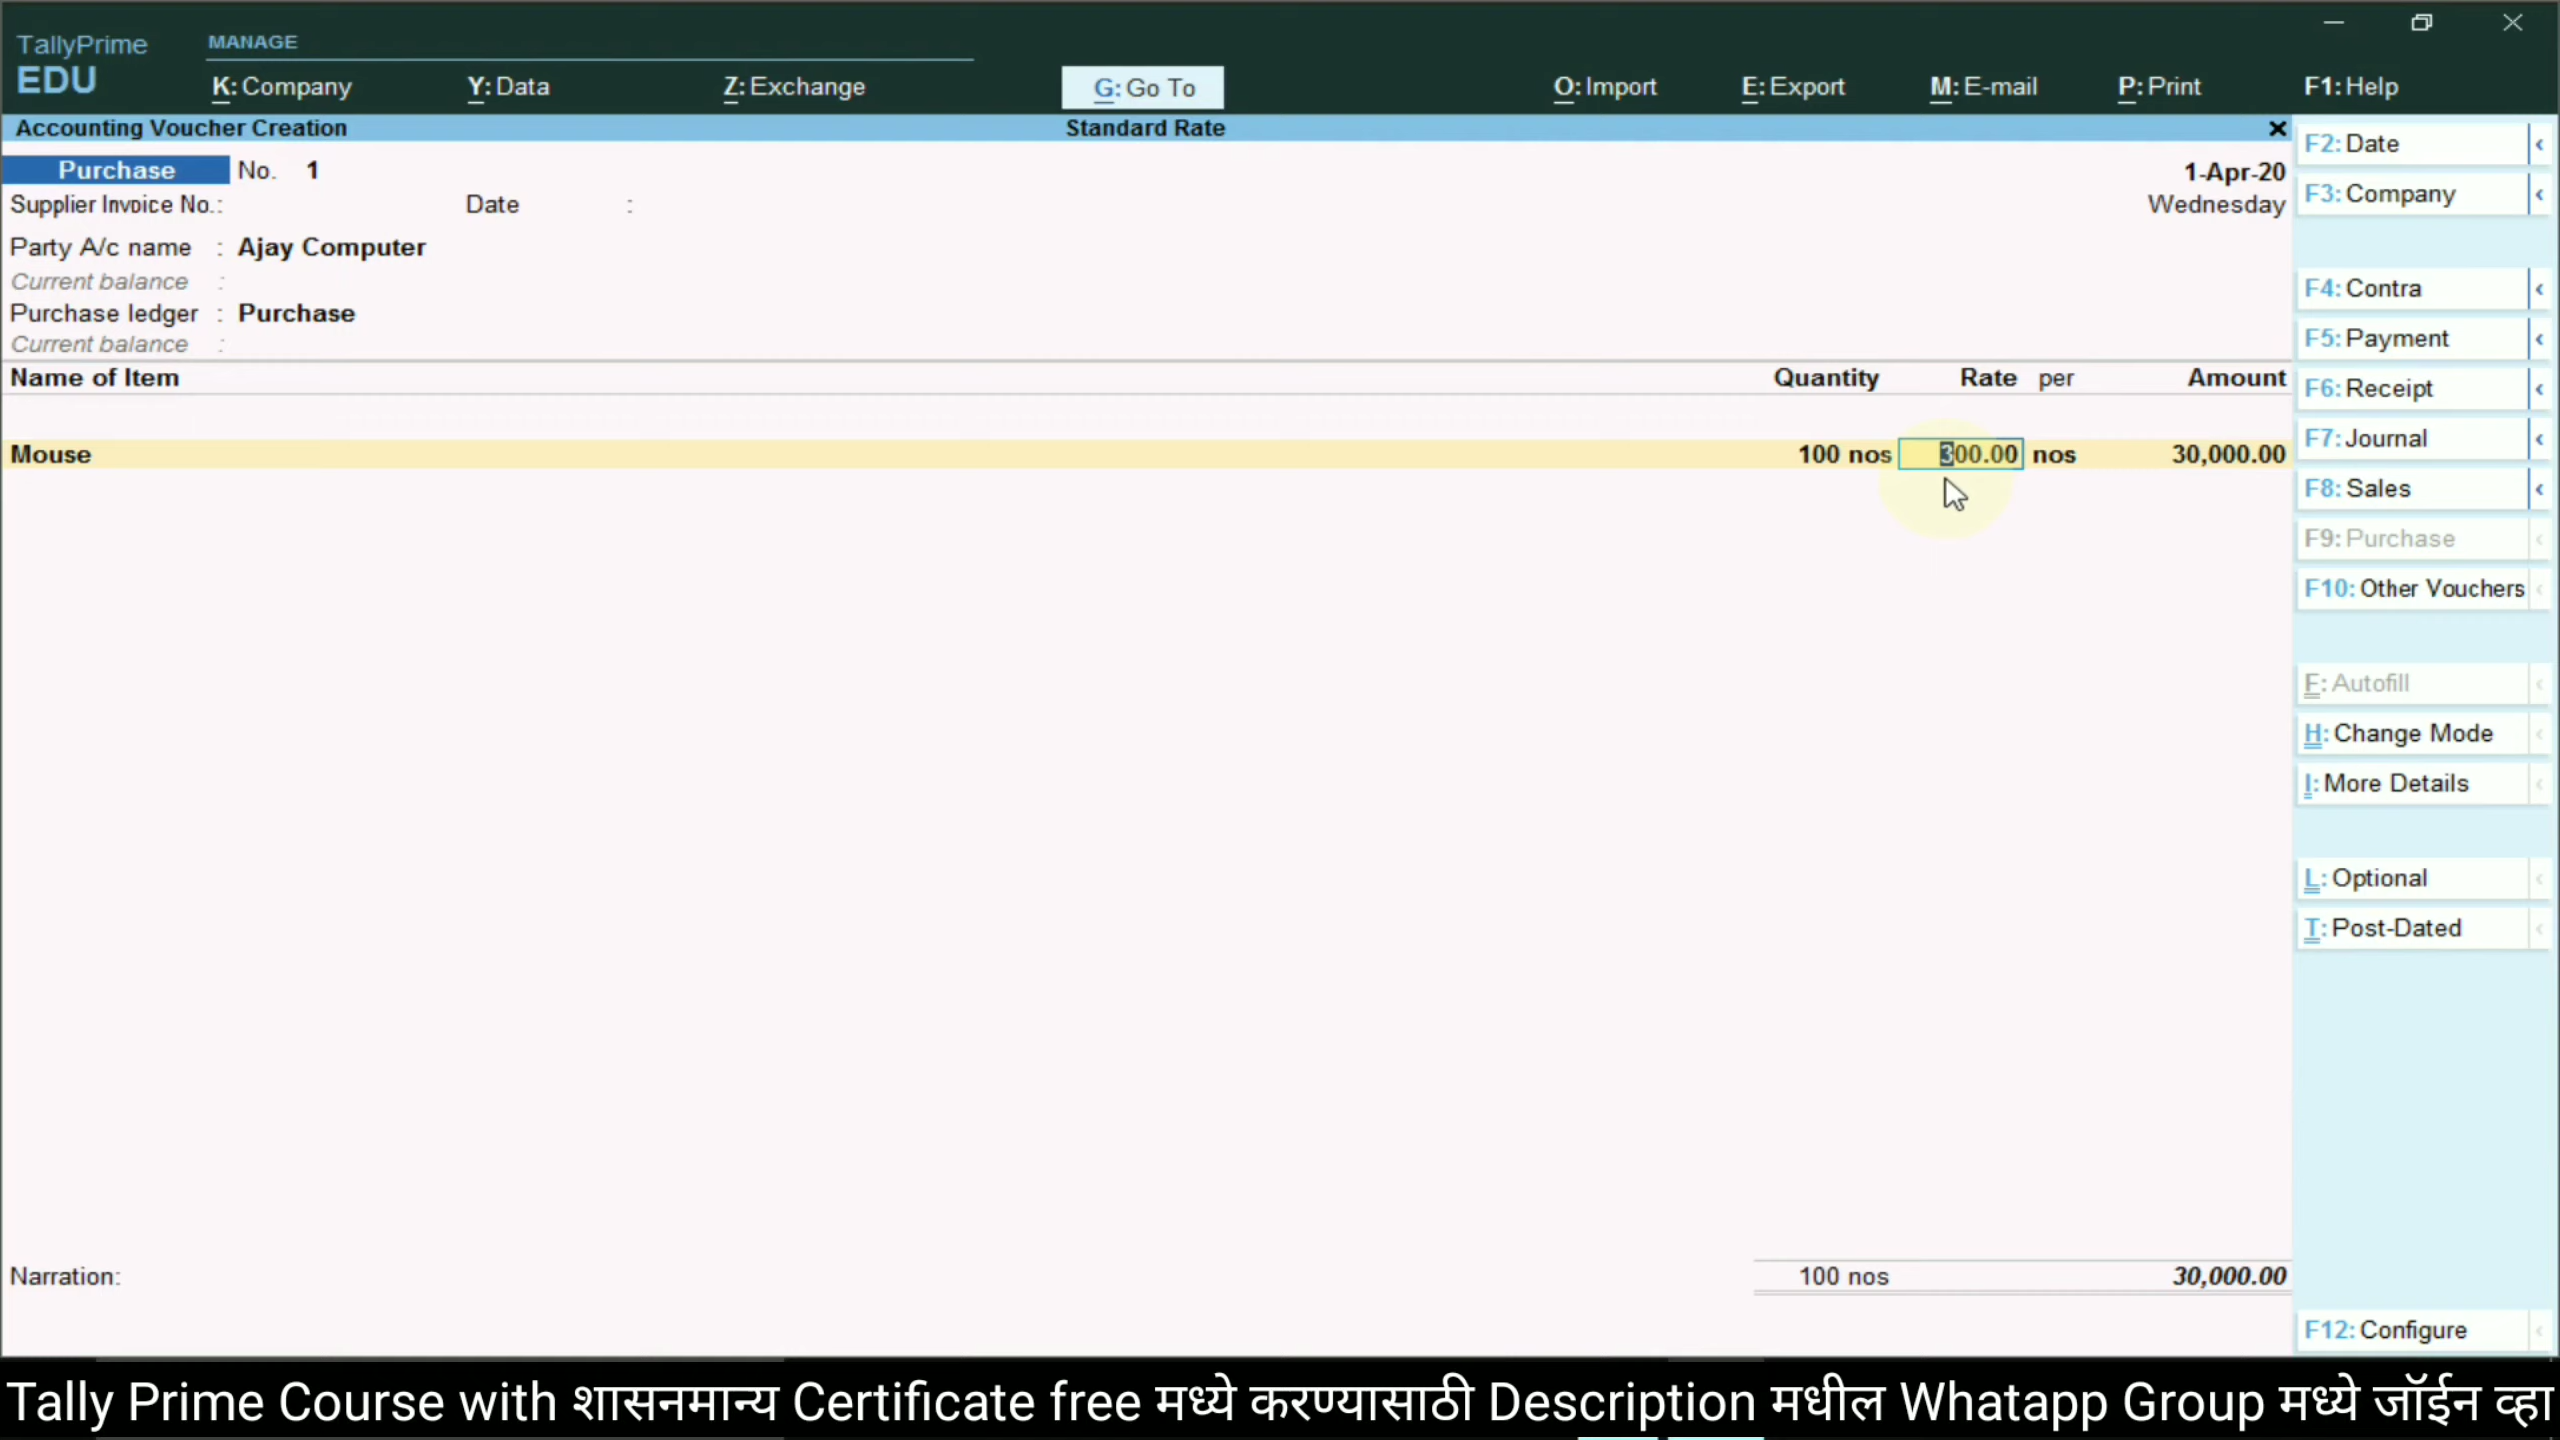 TallyPrime
EDU
MANAGE
K: Company
Y: Data
Z: Exchange
G: Go To
O: Import
E: Export
M: E-mail
P: Print
F1: Help
Accounting Voucher Creation
Standard Rate
Purchase No. 1
1-Apr-20
Supplier Invoice No.: Date :
Wednesday
Party A/c name : Ajay Computer
Current balance :
Purchase ledger : Purchase
Current balance :
Name of Item Quantity Rate per Amount
Mouse 100 nos 300.00 nos 30,000.00
Narration: 100 nos 30,000.00
F2: Date
F3: Company
F4: Contra
F5: Payment
F6: Receipt
F7: Journal
F8: Sales
F9: Purchase
F10: Other Vouchers
F: Autofill
H: Change Mode
I: More Details
L: Optional
T: Post-Dated
F12: Configure
Tally Prime Course with शासनमान्य Certificate free मध्ये करण्यासाठी Description मधील Whatapp Group मध्ये जॉईन व्हा